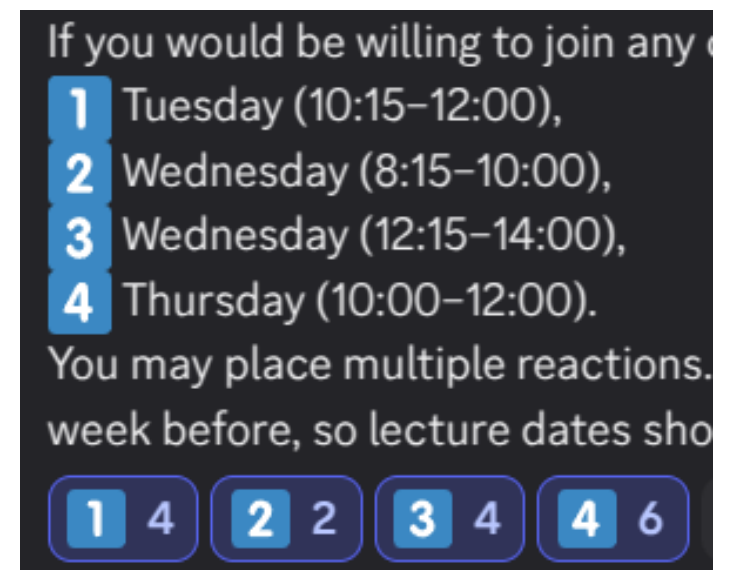 If you would be willing to join any
1 Tuesday (10:15–12:00),
2 Wednesday (8:15–10:00),
3 Wednesday (12:15–14:00),
4 Thursday (10:00–12:00).
You may place multiple reactions.
week before, so lecture dates sho
1 4 2 2 3 4 4 6